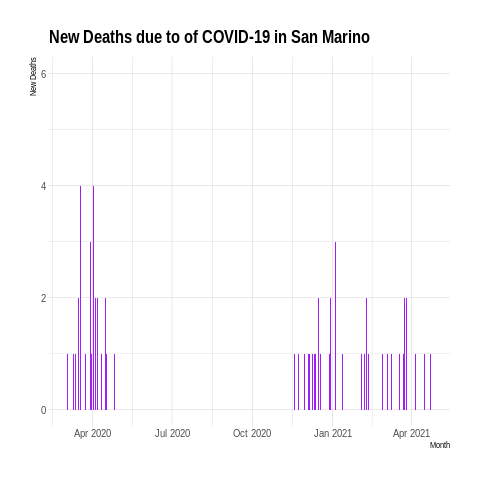 New Deaths due to of COVID-19 in San Marino
New Deaths
6
4
2
0
Apr 2020
Jul 2020
Oct 2020
Jan 2021
Apr 2021
Month